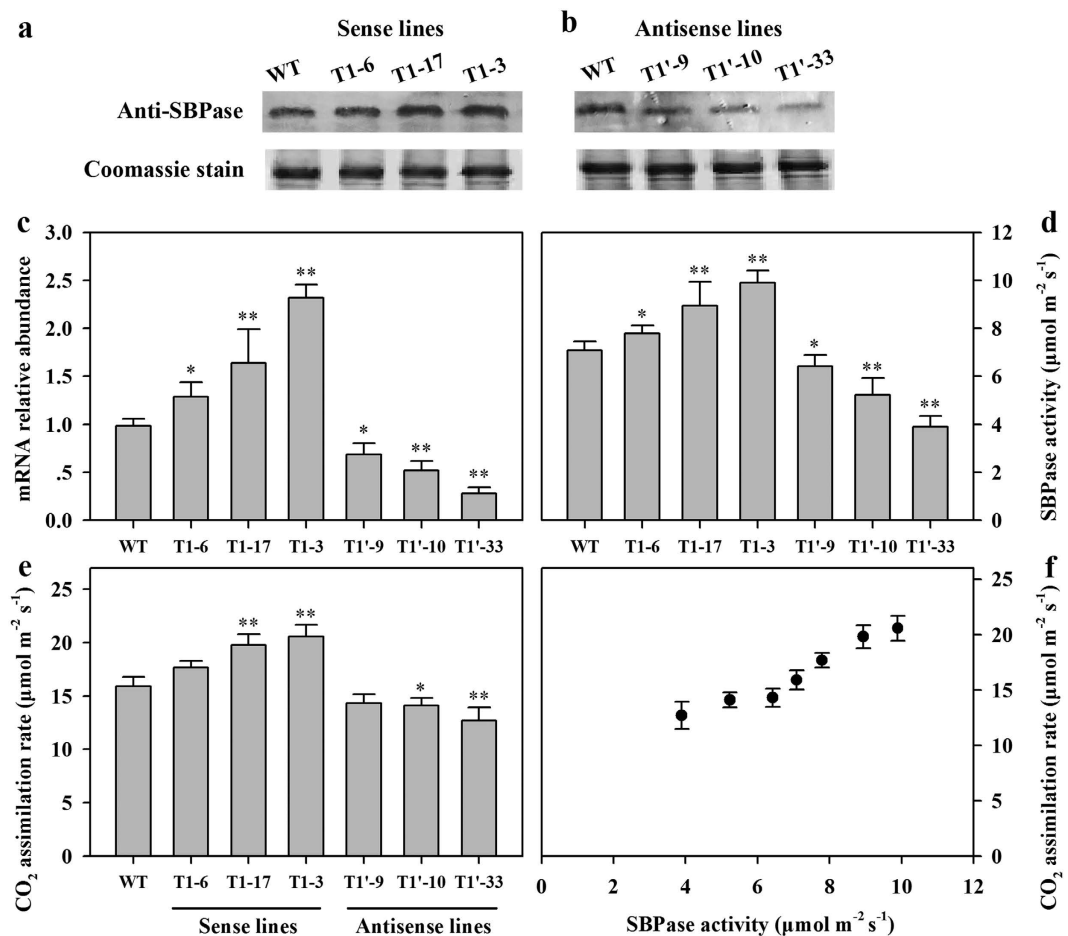 a
Sense lines
b
Antisense lines
WT T1-6 T1-17 T1-3
WT T1'-9 T1'-10 T1'-33
Anti-SBPase
Coomassie stain
c
d
mRNA relative abundance
3.0
2.5
2.0
1.5
1.0
.5
0.0
* ** ** * ** **
WT T1-6 T1-17 T1-3 T1'-9 T1'-10 T1'-33
SBPase activity (μmol m⁻² s⁻¹)
12
10
8
6
4
2
0
* ** ** * ** **
WT T1-6 T1-17 T1-3 T1'-9 T1'-10 T1'-33
e
f
CO₂ assimilation rate (μmol m⁻² s⁻¹)
25
20
15
10
5
0
** ** * **
WT T1-6 T1-17 T1-3 T1'-9 T1'-10 T1'-33
Sense lines
Antisense lines
CO₂ assimilation rate (μmol m⁻² s⁻¹)
25
20
15
10
5
0
0 2 4 6 8 10 12
SBPase activity (μmol m⁻² s⁻¹)